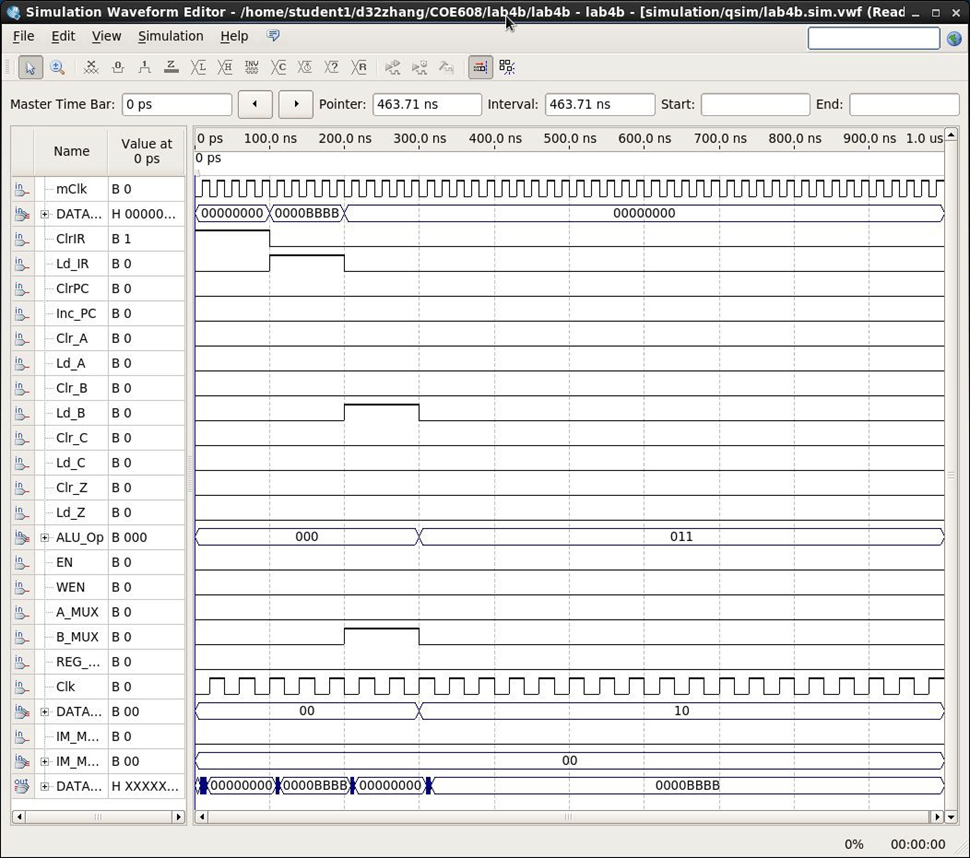 Simulation Waveform Editor - /home/student1/d32zhang/COE608/lab4b/lab4b - lab4b - [simulation/qsim/lab4b.sim.vwf (Reac
File Edit View Simulation Help
Master Time Bar: 0 ps Pointer: 463.71 ns Interval: 463.71 ns Start: End:
Name Value at 0 ps 0 ps 100.0 ns 200.0 ns 300.0 ns 400.0 ns 500.0 ns 600.0 ns 700.0 ns 800.0 ns 900.0 ns 1.0 us
0 ps
mClk B 0
DATA... H 00000... 00000000 0000BBBB 00000000
ClrIR B 1
Ld_IR B 0
ClrPC B 0
Inc_PC B 0
Clr_A B 0
Ld_A B 0
Clr_B B 0
Ld_B B 0
Clr_C B 0
Ld_C B 0
Clr_Z B 0
Ld_Z B 0
ALU_Op B 000 000 011
EN B 0
WEN B 0
A_MUX B 0
B_MUX B 0
REG_... B 0
Clk B 0
DATA... B 00 00 10
IM_M... B 0
IM_M... B 00 00
DATA... H XXXXX... 00000000 0000BBBB 00000000 0000BBBB
0% 00:00:00